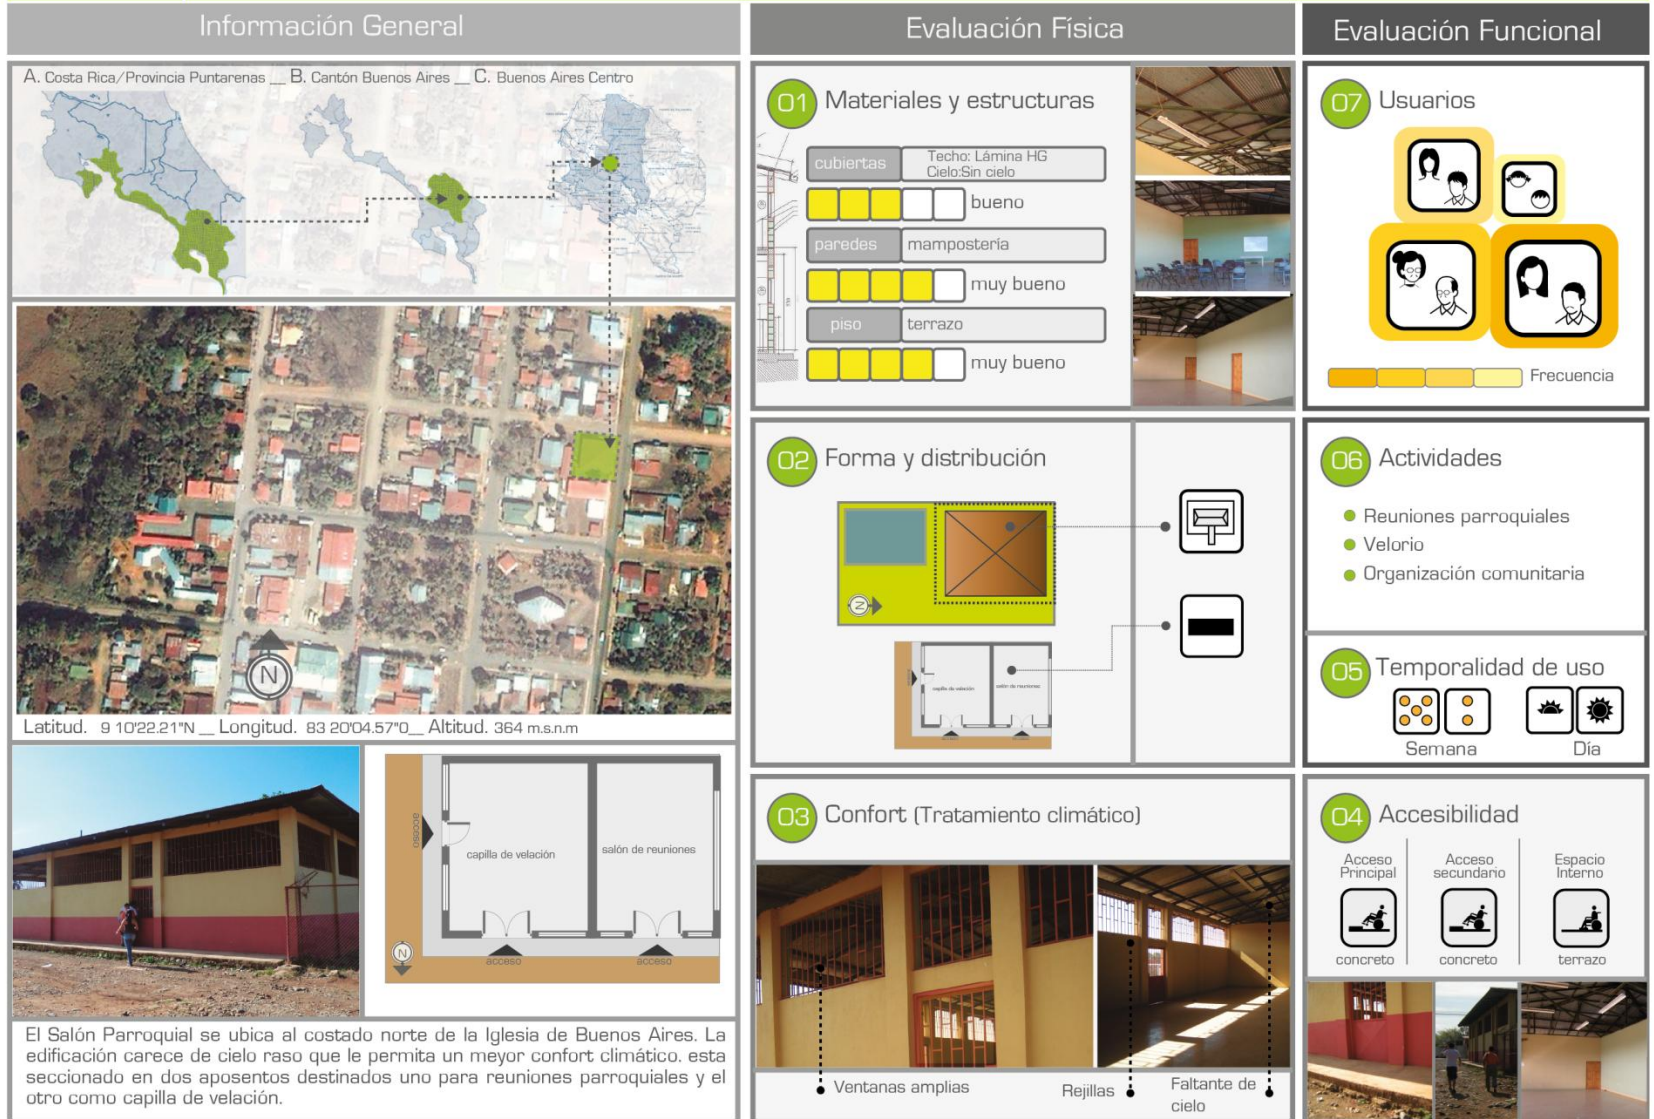 Información General
A. Costa Rica/Provincia Puntarenas __ B. Cantón Buenos Aires __ C. Buenos Aires Centro
N
Latitud. 9 10'22.21"N __ Longitud. 83 20'04.57"O__ Altitud. 364 m.s.n.m
acceso
capilla de velación
salón de reuniones
N
acceso
acceso
El Salón Parroquial se ubica al costado norte de la Iglesia de Buenos Aires. La
edificación carece de cielo raso que le permita un meyor confort climático. esta
seccionado en dos aposentos destinados uno para reuniones parroquiales y el
otro como capilla de velación.
Evaluación Física
01 Materiales y estructuras
cubiertas
Techo: Lámina HG
Cielo:Sin cielo
bueno
paredes
mampostería
muy bueno
piso
terrazo
muy bueno
02 Forma y distribución
N
capilla de velación
salón de reuniones
03 Confort (Tratamiento climático)
Ventanas amplias
Rejillas
Faltante de
cielo
Evaluación Funcional
07 Usuarios
Frecuencia
06 Actividades
Reuniones parroquiales
Velorio
Organización comunitaria
05 Temporalidad de uso
Semana
Día
04 Accesibilidad
Acceso
Principal
Acceso
secundario
Espacio
Interno
concreto
concreto
terrazo